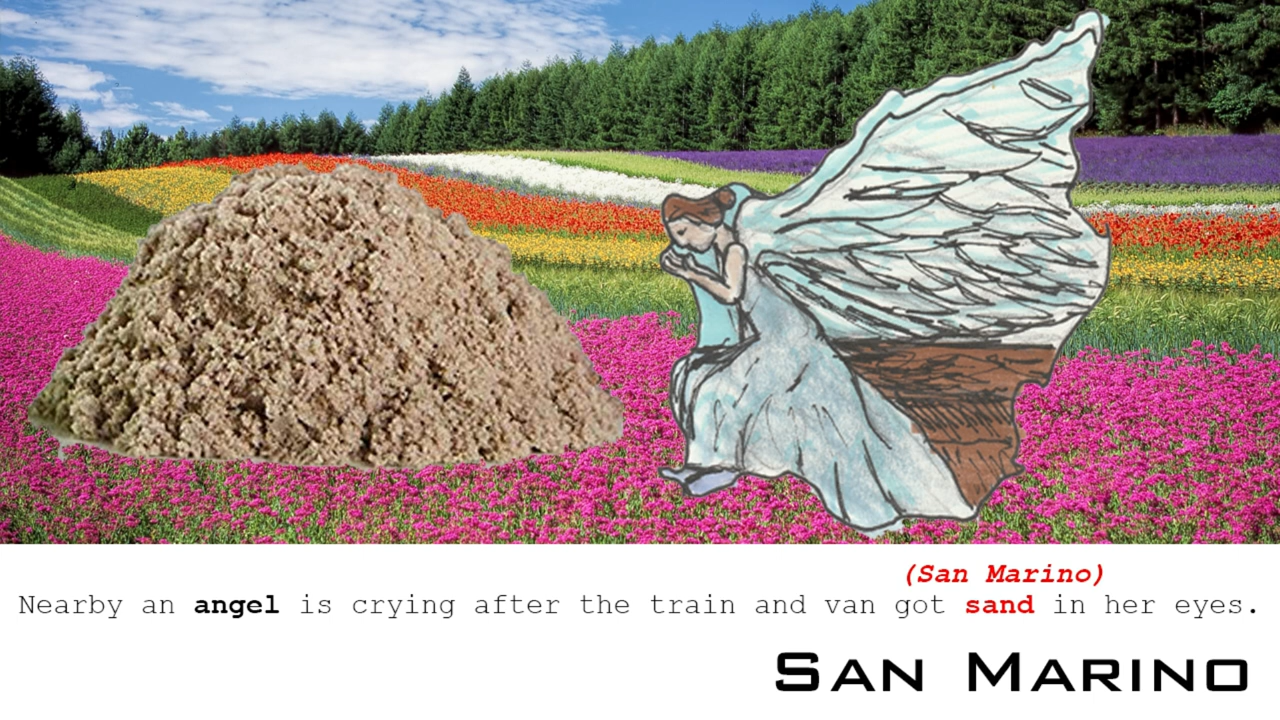 (San Marino)
Nearby an angel is crying after the train and van got sand in her eyes.
San Marino